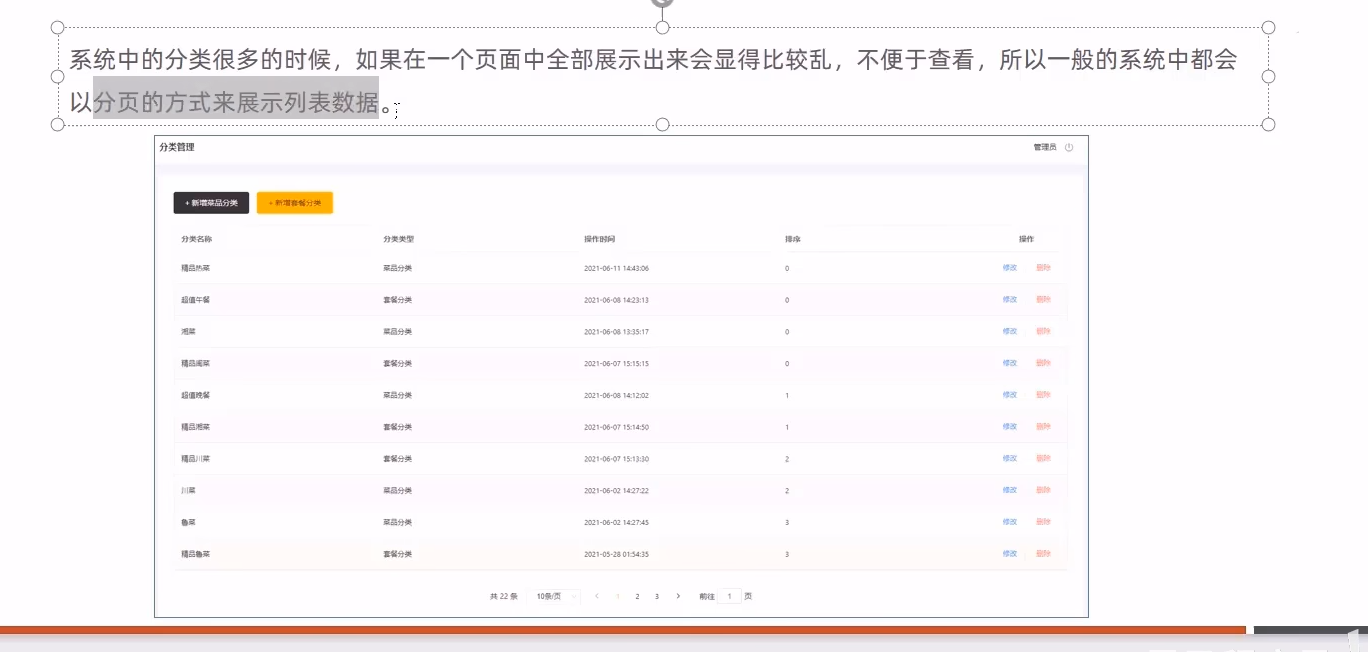 系统中的分类很多的时候，如果在一个页面中全部展示出来会显得比较乱，不便于查看，所以一般的系统中都会
以分页的方式来展示列表数据。
分类管理 管理员
+ 新增菜品分类 + 新增套餐分类
分类名称 分类类型 操作时间 排序 操作
精品热菜 菜品分类 2021-06-11 14:43:06 0 修改 删除
超值午餐 套餐分类 2021-06-08 14:23:13 0 修改 删除
湘菜 菜品分类 2021-06-08 13:35:17 0 修改 删除
精品闽菜 套餐分类 2021-06-07 15:15:15 0 修改 删除
超值晚餐 菜品分类 2021-06-08 14:12:02 1 修改 删除
精品湘菜 套餐分类 2021-06-07 15:14:50 1 修改 删除
精品川菜 套餐分类 2021-06-07 15:13:30 2 修改 删除
川菜 菜品分类 2021-06-02 14:27:22 2 修改 删除
鲁菜 菜品分类 2021-06-02 14:27:45 3 修改 删除
精品鲁菜 套餐分类 2021-05-28 01:54:35 3 修改 删除
共 22 条 10条/页 < 1 2 3 > 前往 1 页